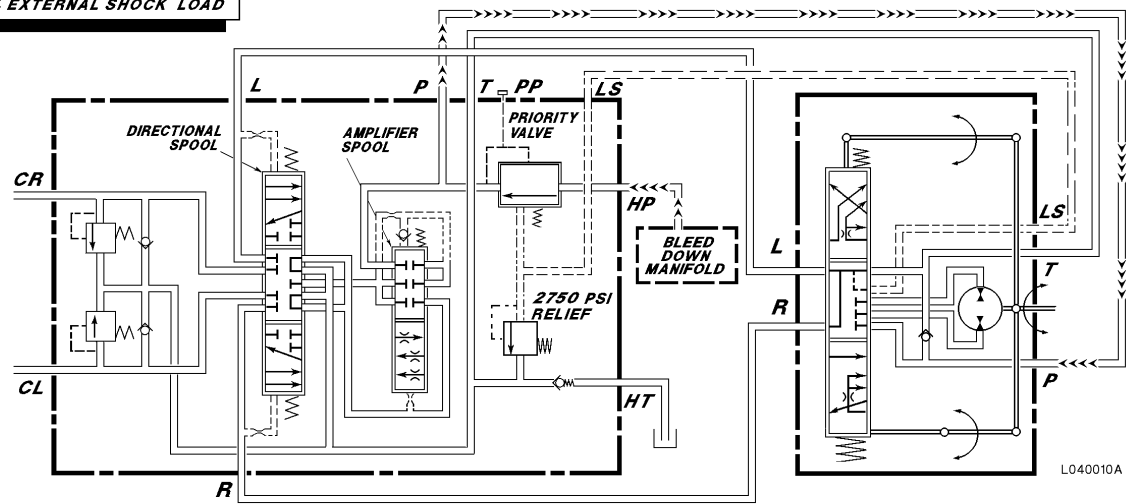 EXTERNAL SHOCK LOAD
L
P
T
PP
LS
DIRECTIONAL
SPOOL
AMPLIFIER
SPOOL
PRIORITY
VALVE
CR
HP
BLEED
DOWN
MANIFOLD
2750 PSI
RELIEF
CL
HT
R
L
R
LS
T
P
L040010A